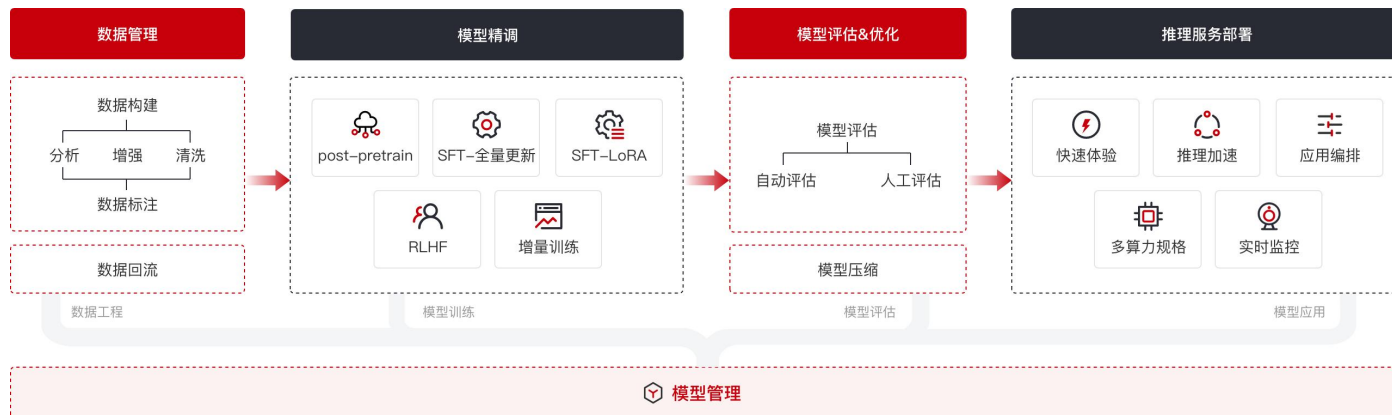 数据管理
模型精调
模型评估&优化
推理服务部署
数据构建
分析 增强 清洗
数据标注
数据回流
post-pretrain
SFT-全量更新
SFT-LoRA
RLHF
增量训练
模型评估
自动评估 人工评估
模型压缩
快速体验
推理加速
应用编排
多算力规格
实时监控
数据工程
模型训练
模型评估
模型应用
模型管理